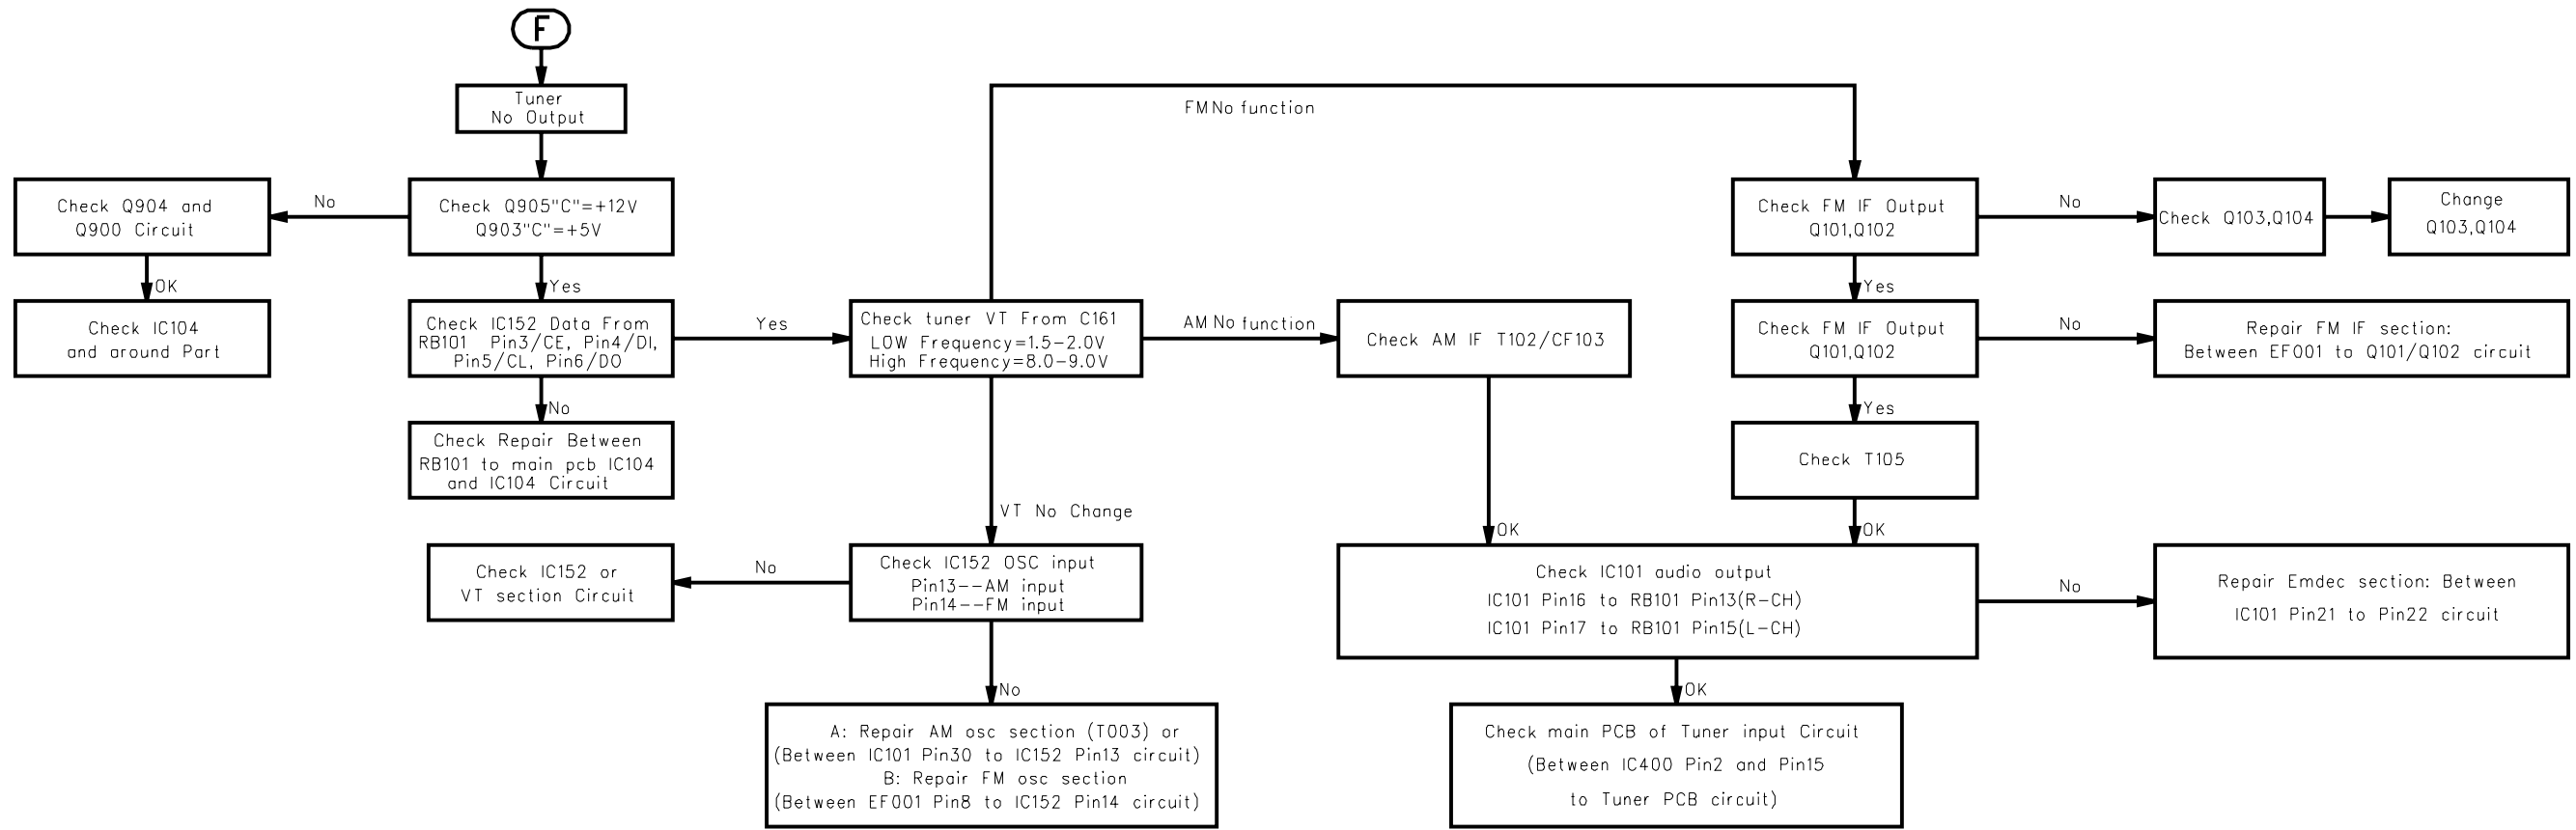 F
Tuner
No Output
FM No function
Check Q904 and
Q900 Circuit
No
Check Q905"C"=+12V
Q903"C"=+5V
Check FM IF Output
Q101,Q102
No
Check Q103,Q104
Change
Q103,Q104
OK
Yes
Yes
Check IC104
and around Part
Check IC152 Data From
RB101 Pin3/CE, Pin4/DI,
Pin5/CL, Pin6/DO
Yes
Check tuner VT From C161
LOW Frequency=1.5-2.0V
High Frequency=8.0-9.0V
AM No function
Check AM IF T102/CF103
Check FM IF Output
Q101,Q102
No
Repair FM IF section:
Between EF001 to Q101/Q102 circuit
No
Yes
Check Repair Between
RB101 to main pcb IC104
and IC104 Circuit
Check T105
VT No Change
OK
OK
Check IC152 or
VT section Circuit
No
Check IC152 OSC input
Pin13--AM input
Pin14--FM input
Check IC101 audio output
IC101 Pin16 to RB101 Pin13(R-CH)
IC101 Pin17 to RB101 Pin15(L-CH)
No
Repair Emdec section: Between
IC101 Pin21 to Pin22 circuit
No
OK
A: Repair AM osc section (T003) or
(Between IC101 Pin30 to IC152 Pin13 circuit)
B: Repair FM osc section
(Between EF001 Pin8 to IC152 Pin14 circuit)
Check main PCB of Tuner input Circuit
(Between IC400 Pin2 and Pin15
to Tuner PCB circuit)